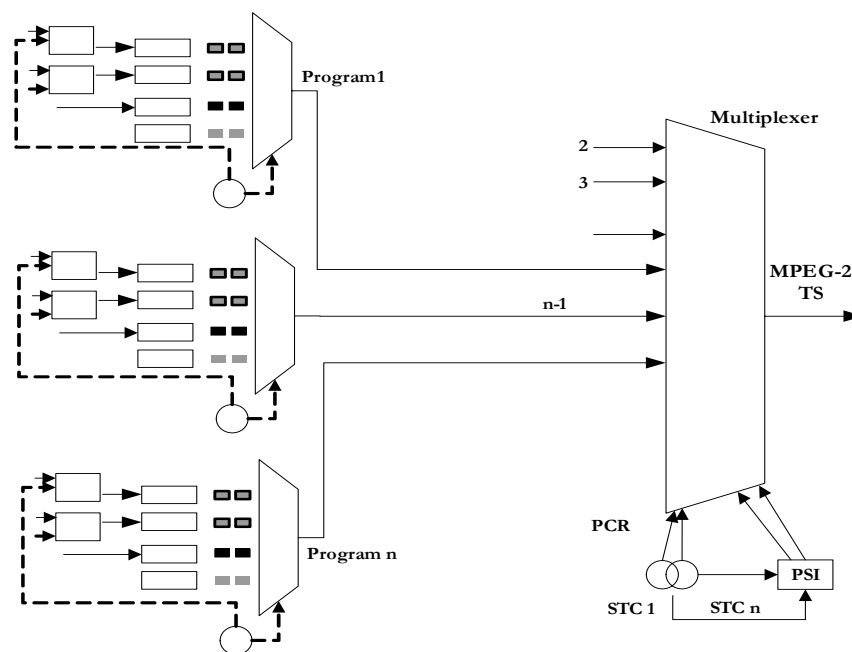 Program1
Multiplexer
2
3
MPEG-2
TS
n-1
Program n
PCR
PSI
STC 1
STC n